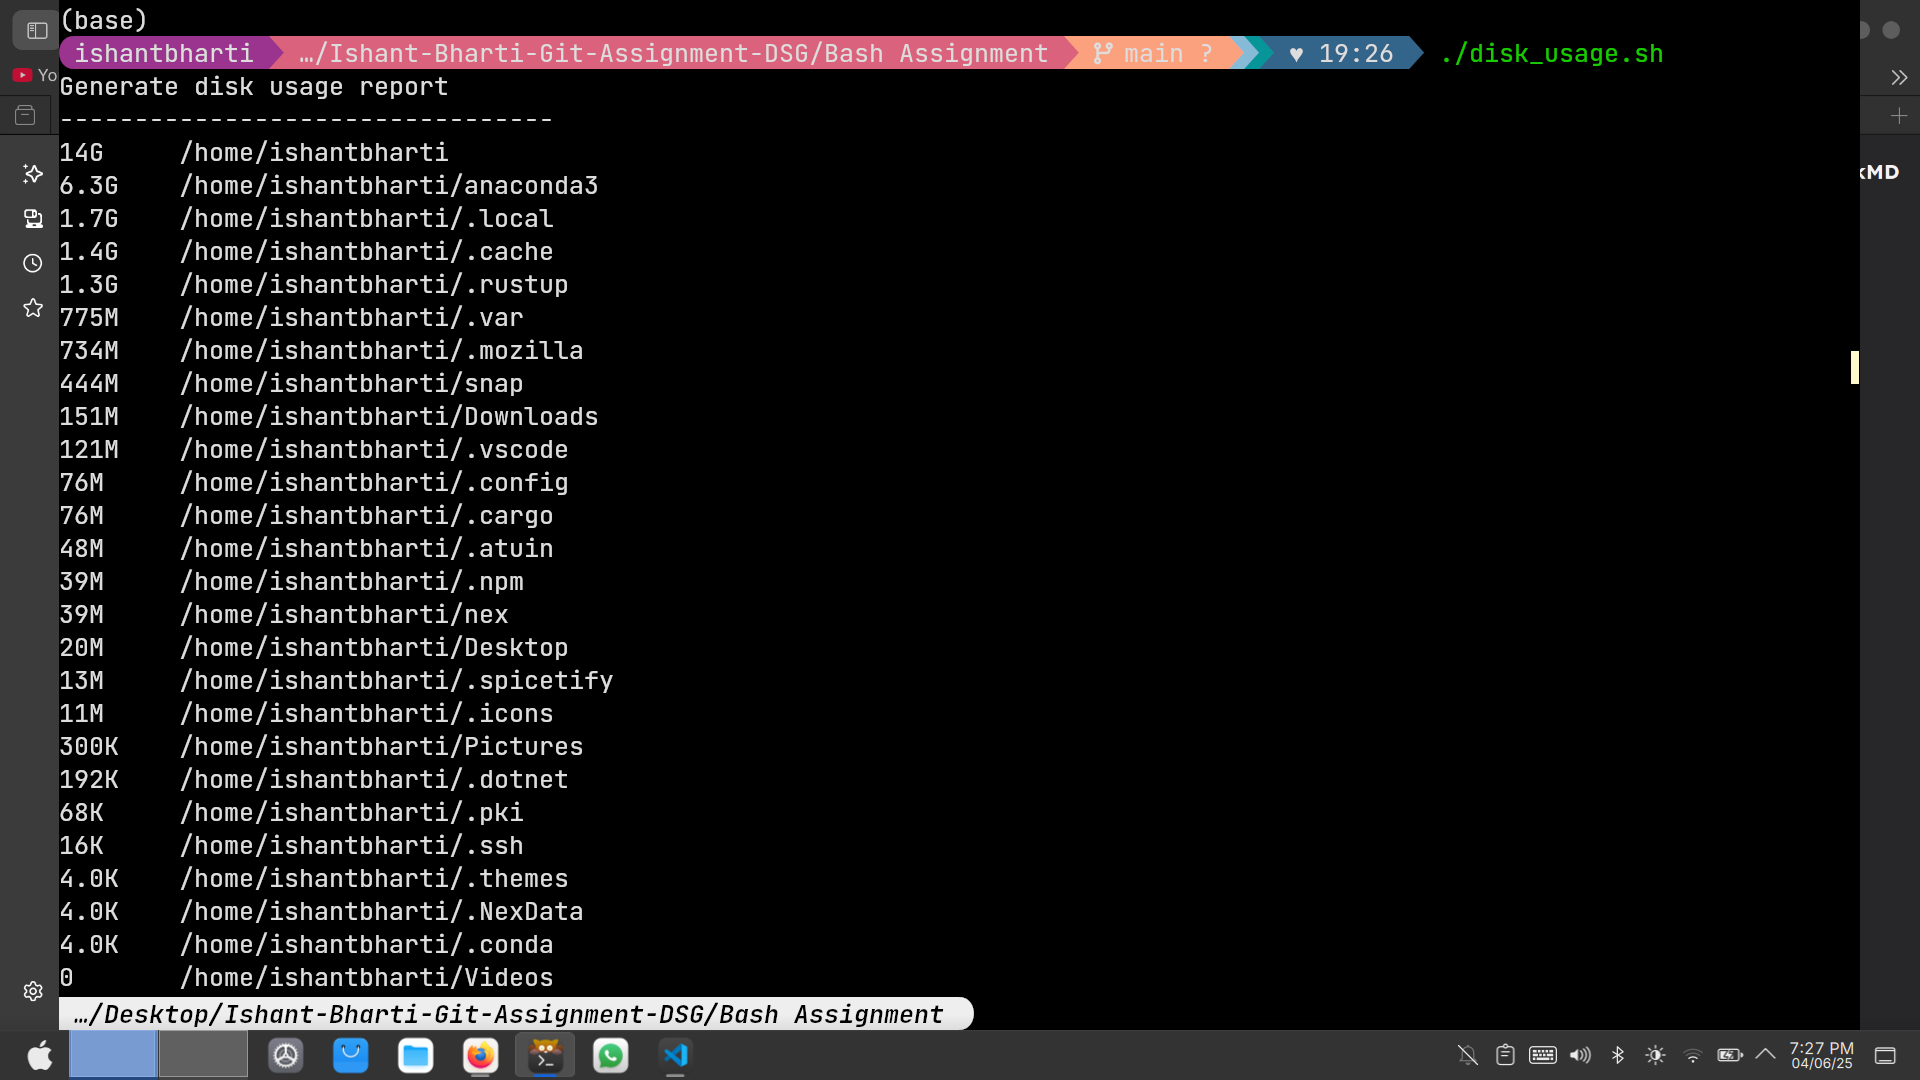 (base)
ishantbharti …/Ishant-Bharti-Git-Assignment-DSG/Bash Assignment main ? ♥ 19:26 ./disk_usage.sh
Yo
Generate disk usage report
---------------------------------
14G /home/ishantbharti
kMD
6.3G /home/ishantbharti/anaconda3
1.7G /home/ishantbharti/.local
1.4G /home/ishantbharti/.cache
1.3G /home/ishantbharti/.rustup
775M /home/ishantbharti/.var
734M /home/ishantbharti/.mozilla
444M /home/ishantbharti/snap
151M /home/ishantbharti/Downloads
121M /home/ishantbharti/.vscode
76M /home/ishantbharti/.config
76M /home/ishantbharti/.cargo
48M /home/ishantbharti/.atuin
39M /home/ishantbharti/.npm
39M /home/ishantbharti/nex
20M /home/ishantbharti/Desktop
13M /home/ishantbharti/.spicetify
11M /home/ishantbharti/.icons
300K /home/ishantbharti/Pictures
192K /home/ishantbharti/.dotnet
68K /home/ishantbharti/.pki
16K /home/ishantbharti/.ssh
4.0K /home/ishantbharti/.themes
4.0K /home/ishantbharti/.NexData
4.0K /home/ishantbharti/.conda
0 /home/ishantbharti/Videos
…/Desktop/Ishant-Bharti-Git-Assignment-DSG/Bash Assignment
7:27 PM
04/06/25